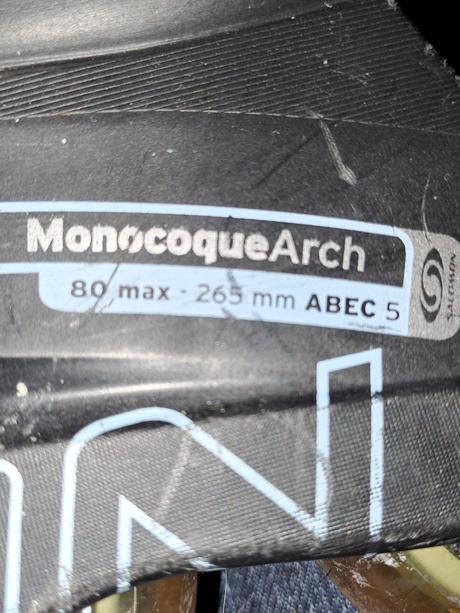 MonocoqueArch
80 max · 265 mm ABEC 5
SALOMON
N